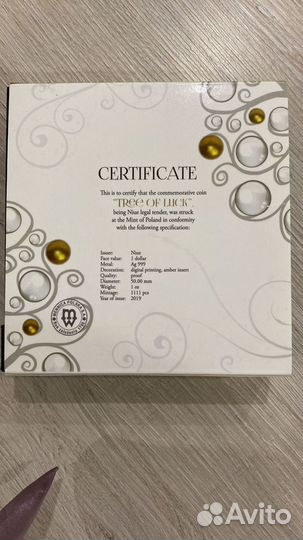 CERTIFICATE
This is to certify that the commemorative coin
"TREE OF LUCK"
being Niue legal tender, was struck
at the Mint of Poland in conformity
with the following specification:
Issuer: Niue
Face value: 1 dollar
Metal: Ag 999
Decoration: digital printing, amber insert
Quality: proof
Diameter: 50.00 mm
Weight: 1 oz
Mintage: 1111 pcs
Year of issue: 2019
MENNICA POLSKA S.A.
Avito